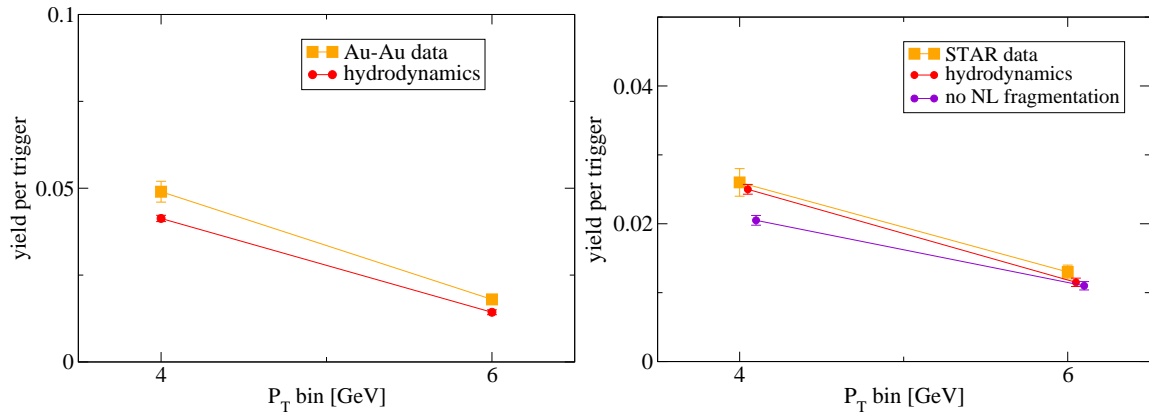 0.1
Au-Au data
hydrodynamics
yield per trigger
0.05
0
4
6
P_T bin [GeV]
STAR data
hydrodynamics
no NL fragmentation
yield per trigger
0.04
0.02
0
4
6
P_T bin [GeV]